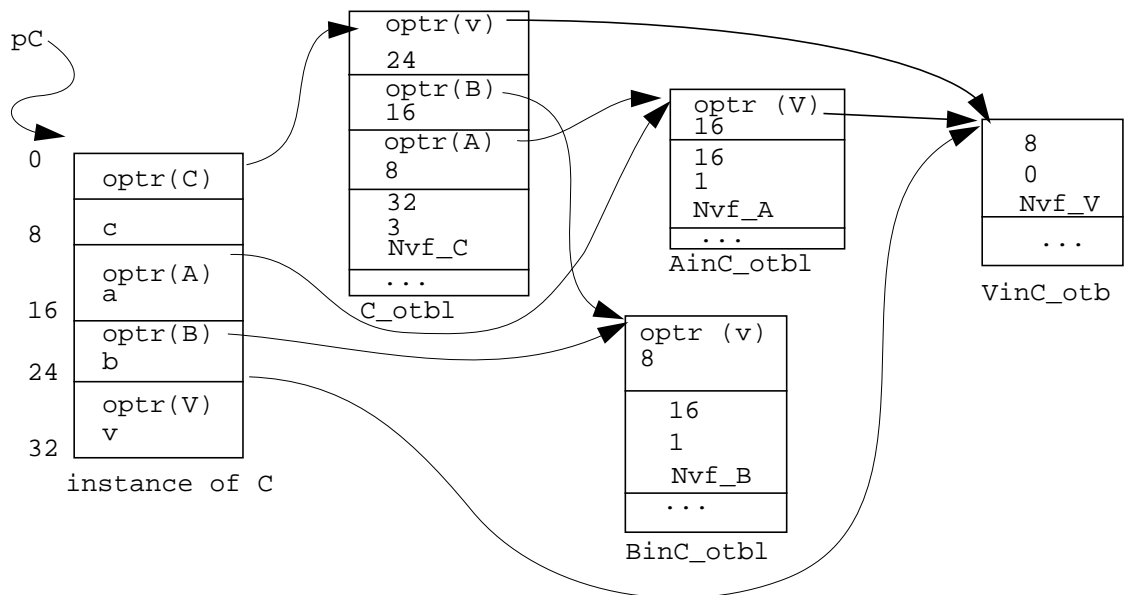 pC
0
optr(C)
c
8
optr(A)
a
16
optr(B)
b
24
optr(V)
v
32
instance of C
optr(v)
24
optr(B)
16
optr(A)
8
32
3
Nvf_C
...
C_otbl
optr (V)
16
16
1
Nvf_A
...
AinC_otbl
optr (v)
8
16
1
Nvf_B
...
BinC_otbl
8
0
Nvf_V
...
VinC_otb